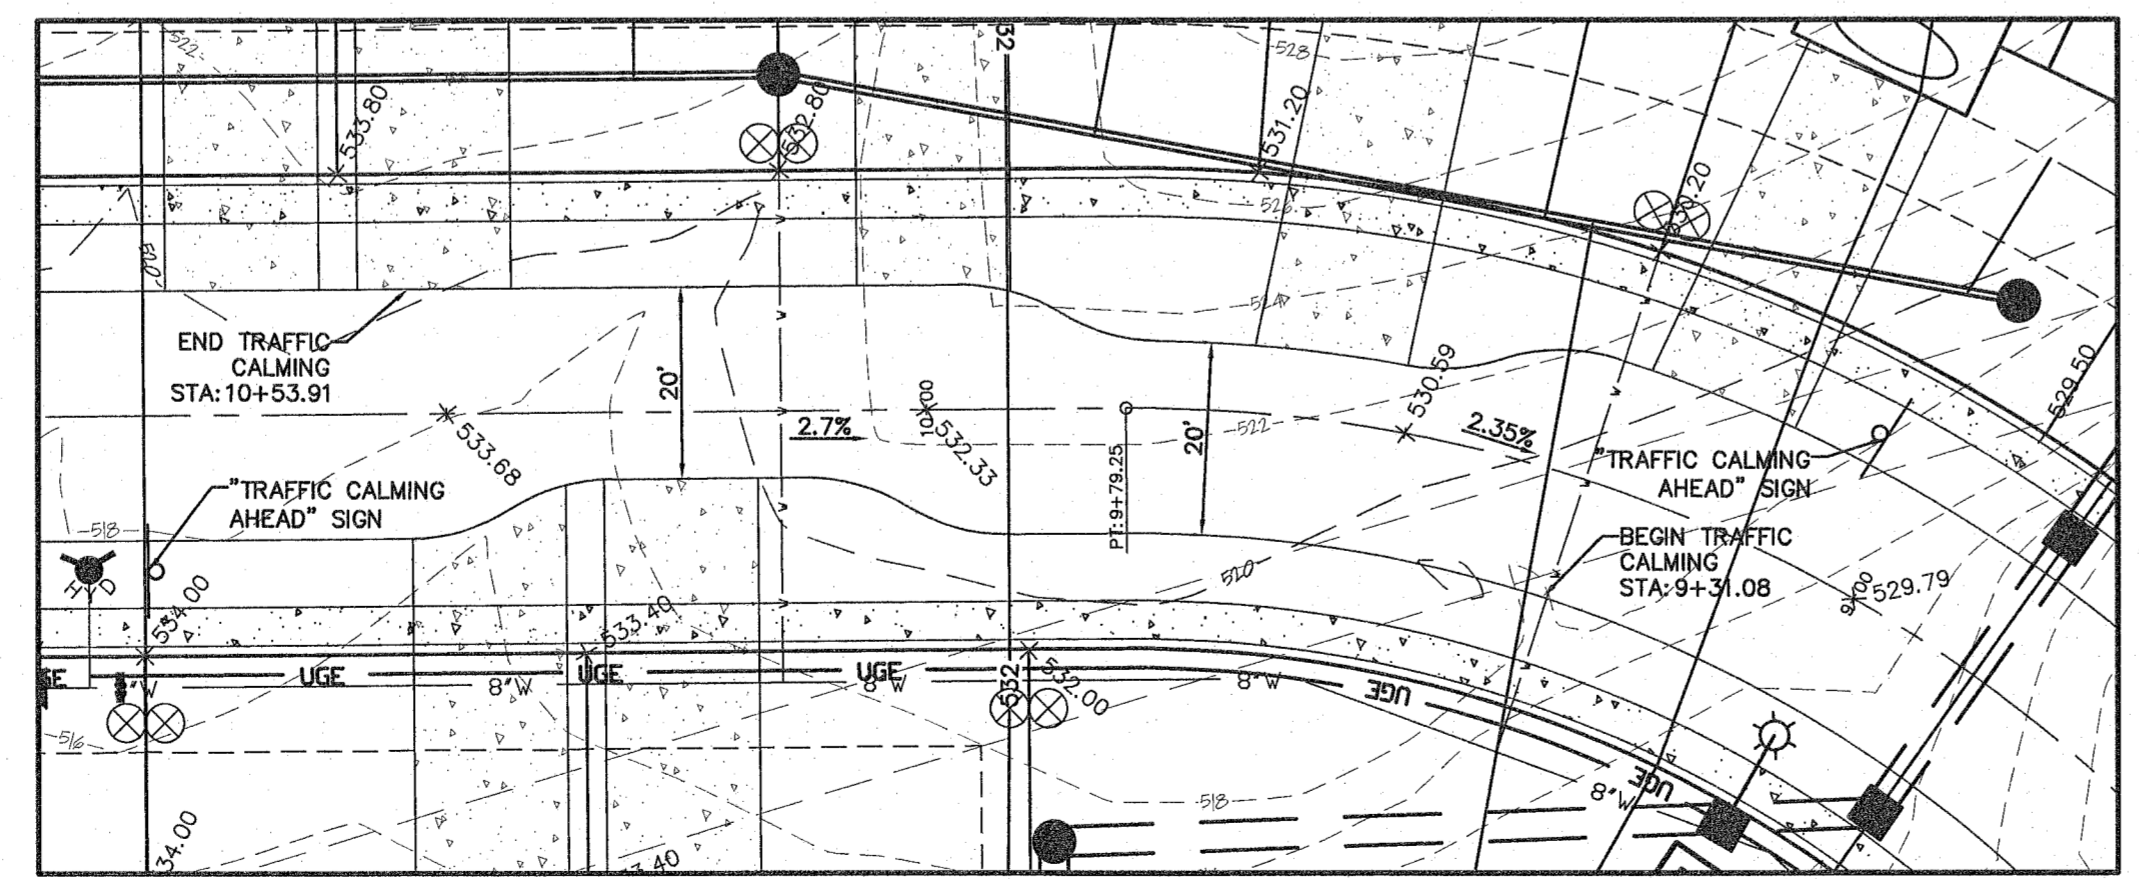 522
32
528
533.80
532.80
531.20
530.20
526
520
524
END TRAFFIC
CALMING
STA:10+53.91
20'
2.7%
10+00
532.33
533.68
20'
522
530.59
2.35%
529.50
"TRAFFIC CALMING
AHEAD" SIGN
"TRAFFIC CALMING
AHEAD" SIGN
PT:9+79.25
518
HYD
BEGIN TRAFFIC
CALMING
STA:9+31.08
520
9+00
529.79
534.00
533.40
532
532.00
GE
UGE
UGE
UGE
UGE
UGE
"W
8"W
8"W
8"W
8"W
516
518
34.00
33.40